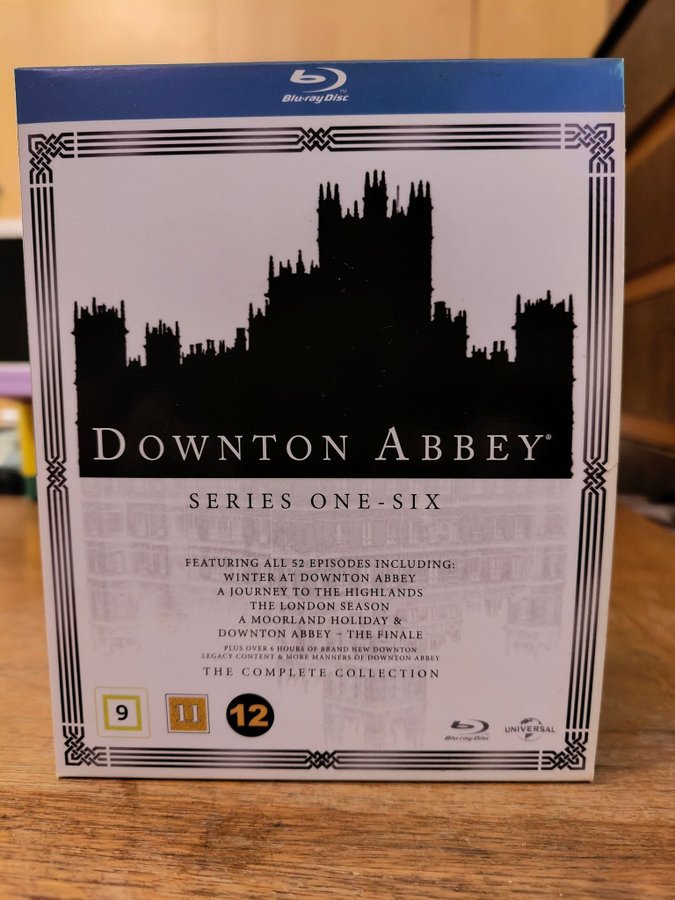 Blu-ray Disc™
DOWNTON ABBEY®
SERIES ONE-SIX
FEATURING ALL 52 EPISODES INCLUDING:
WINTER AT DOWNTON ABBEY
A JOURNEY TO THE HIGHLANDS
THE LONDON SEASON
A MOORLAND HOLIDAY &
DOWNTON ABBEY – THE FINALE
PLUS OVER 6 HOURS OF BRAND NEW DOWNTON
LEGACY CONTENT & MORE MANNERS OF DOWNTON ABBEY
THE COMPLETE COLLECTION
9 11 12 Blu-ray Disc UNIVERSAL